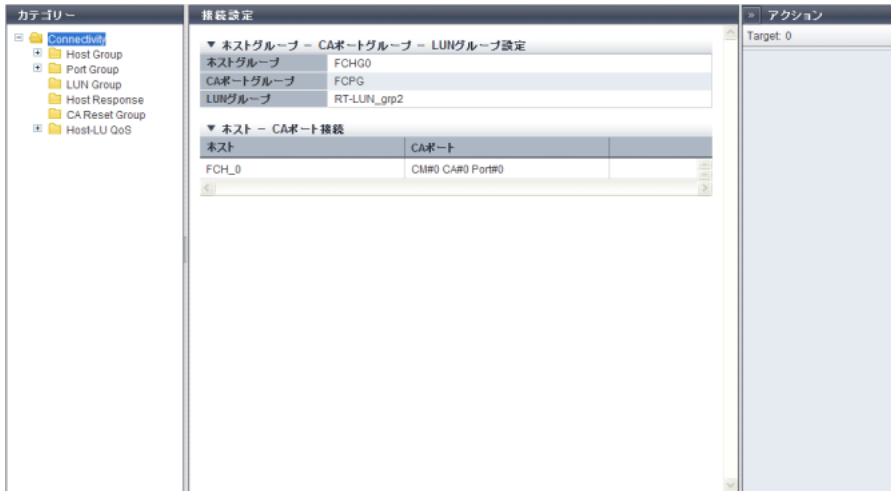 カテゴリー
Connectivity
Host Group
Port Group
LUN Group
Host Response
CA Reset Group
Host-LU QoS
接続設定
▼ ホストグループ － CAポートグループ － LUNグループ設定
ホストグループ FCHG0
CAポートグループ FCPG
LUNグループ RT-LUN_grp2
▼ ホスト － CAポート接続
ホスト CAポート
FCH_0 CM#0 CA#0 Port#0
» アクション
Target: 0